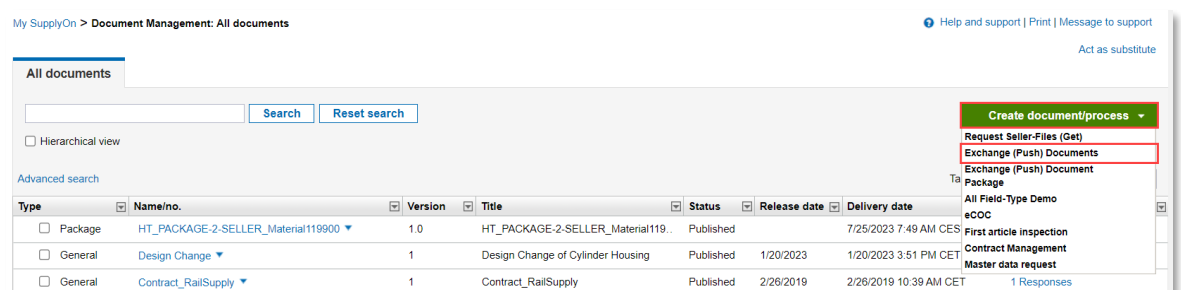 My SupplyOn > Document Management: All documents
Help and support | Print | Message to support
Act as substitute
All documents
Search Reset search
Create document/process
Hierarchical view
Request Seller-Files (Get)
Exchange (Push) Documents
Exchange (Push) Document
Package
All Field-Type Demo
eCOC
First article inspection
Contract Management
Master data request
Advanced search
Ta
Type Name/no. Version Title Status Release date Delivery date
Package HT_PACKAGE-2-SELLER_Material119900 1.0 HT_PACKAGE-2-SELLER_Material119.. Published 7/25/2023 7:49 AM CES
General Design Change 1 Design Change of Cylinder Housing Published 1/20/2023 1/20/2023 3:51 PM CET
General Contract_RailSupply 1 Contract_RailSupply Published 2/26/2019 2/26/2019 10:39 AM CET 1 Responses